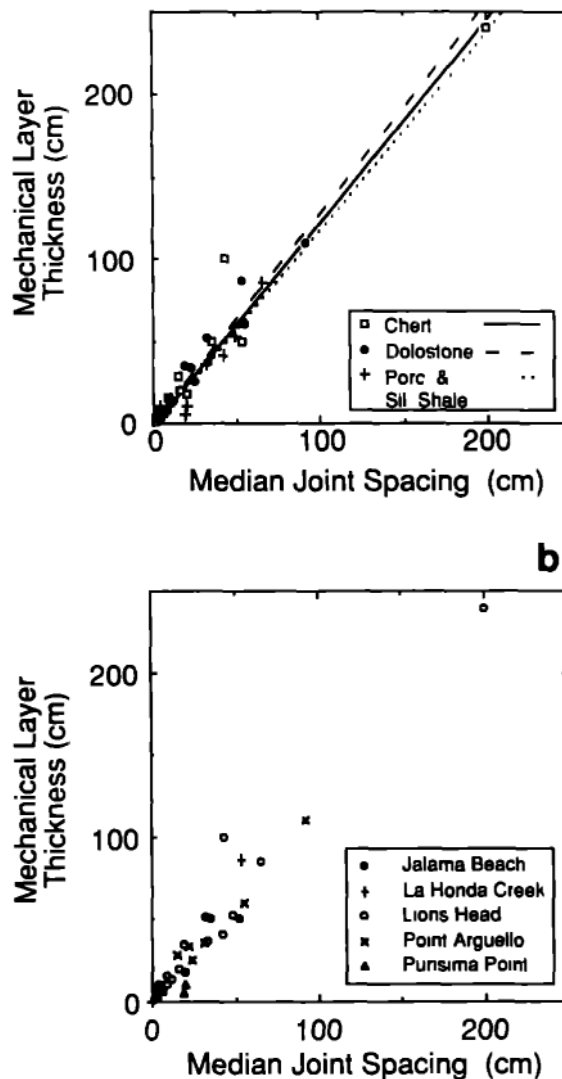 Mechanical Layer
Thickness (cm)
200
100
0
Chert
Dolostone
Porc &
Sil Shale
0
100
200
Median Joint Spacing (cm)
b
Mechanical Layer
Thickness (cm)
200
100
0
Jalama Beach
La Honda Creek
Lions Head
Point Arguello
Purisima Point
0
100
200
Median Joint Spacing (cm)